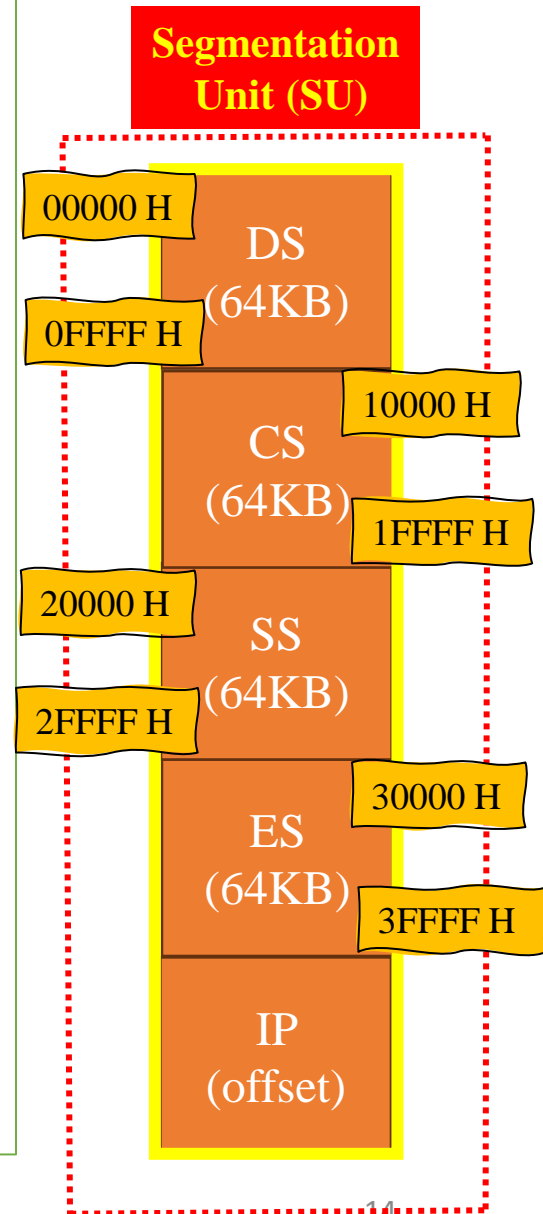 Segmentation
Unit (SU)
00000 H
DS
(64KB)
0FFFF H
10000 H
CS
(64KB)
1FFFF H
20000 H
SS
(64KB)
2FFFF H
30000 H
ES
(64KB)
3FFFF H
IP
(offset)
14